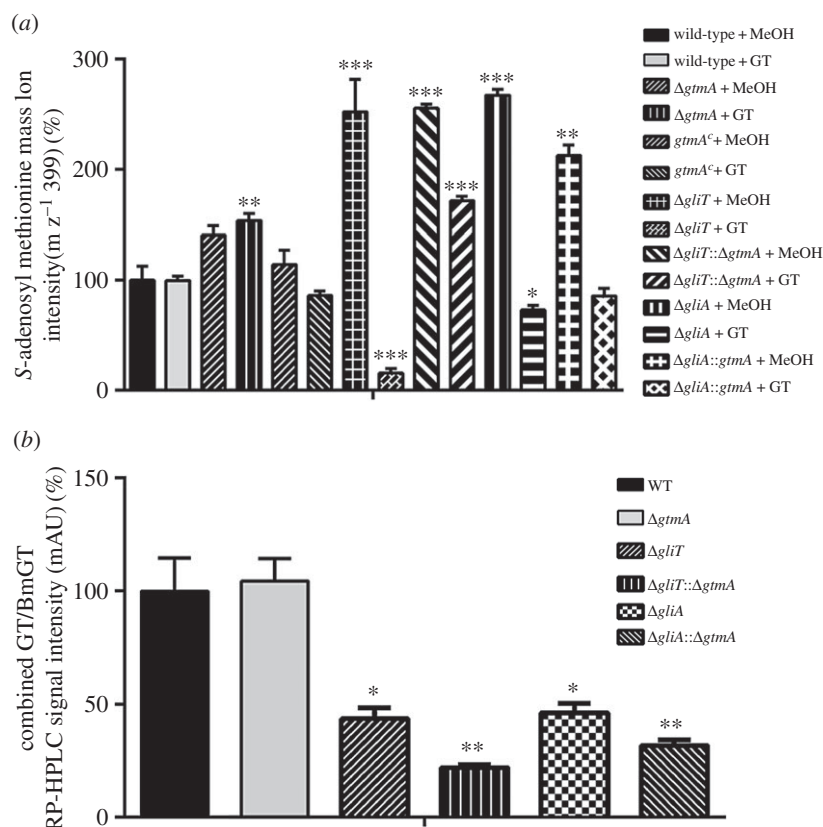 (a)
S-adenosyl methionine mass Ion
intensity(m z⁻¹ 399) (%)
300
200
100
0
**
***
***
***
***
***
*
**
wild-type + MeOH
wild-type + GT
ΔgtmA + MeOH
ΔgtmA + GT
gtmAᶜ+ MeOH
gtmAᶜ+ GT
ΔgliT + MeOH
ΔgliT + GT
ΔgliT::ΔgtmA + MeOH
ΔgliT::ΔgtmA + GT
ΔgliA + MeOH
ΔgliA + GT
ΔgliA::gtmA + MeOH
ΔgliA::gtmA + GT
(b)
combined GT/BmGT
RP-HPLC signal intensity (mAU) (%)
150
100
50
0
*
**
*
**
WT
ΔgtmA
ΔgliT
ΔgliT::ΔgtmA
ΔgliA
ΔgliA::ΔgtmA